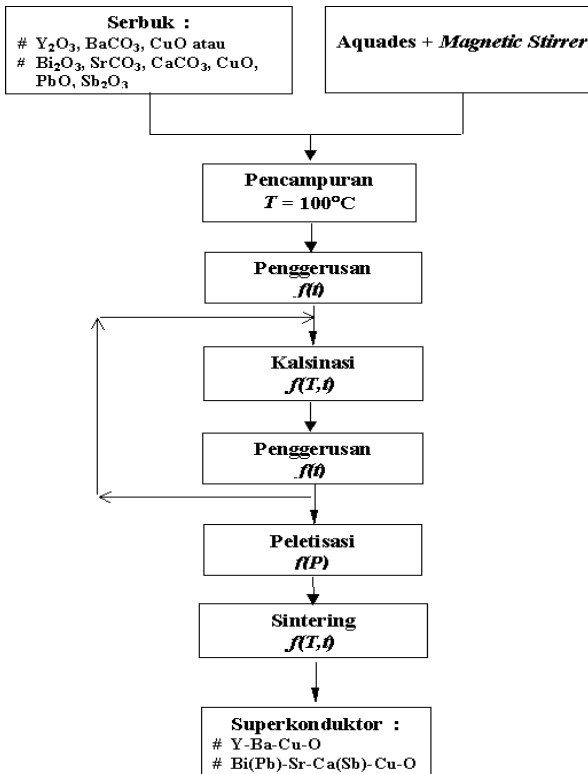 Serbuk :
# Y₂O₃, BaCO₃, CuO atau
# Bi₂O₃, SrCO₃, CaCO₃, CuO,
PbO, Sb₂O₃
Aquades + Magnetic Stirrer
Pencampuran
T = 100°C
Penggerusan
f(t)
Kalsinasi
f(T,t)
Penggerusan
f(t)
Peletisasi
f(P)
Sintering
f(T,t)
Superkonduktor :
# Y-Ba-Cu-O
# Bi(Pb)-Sr-Ca(Sb)-Cu-O